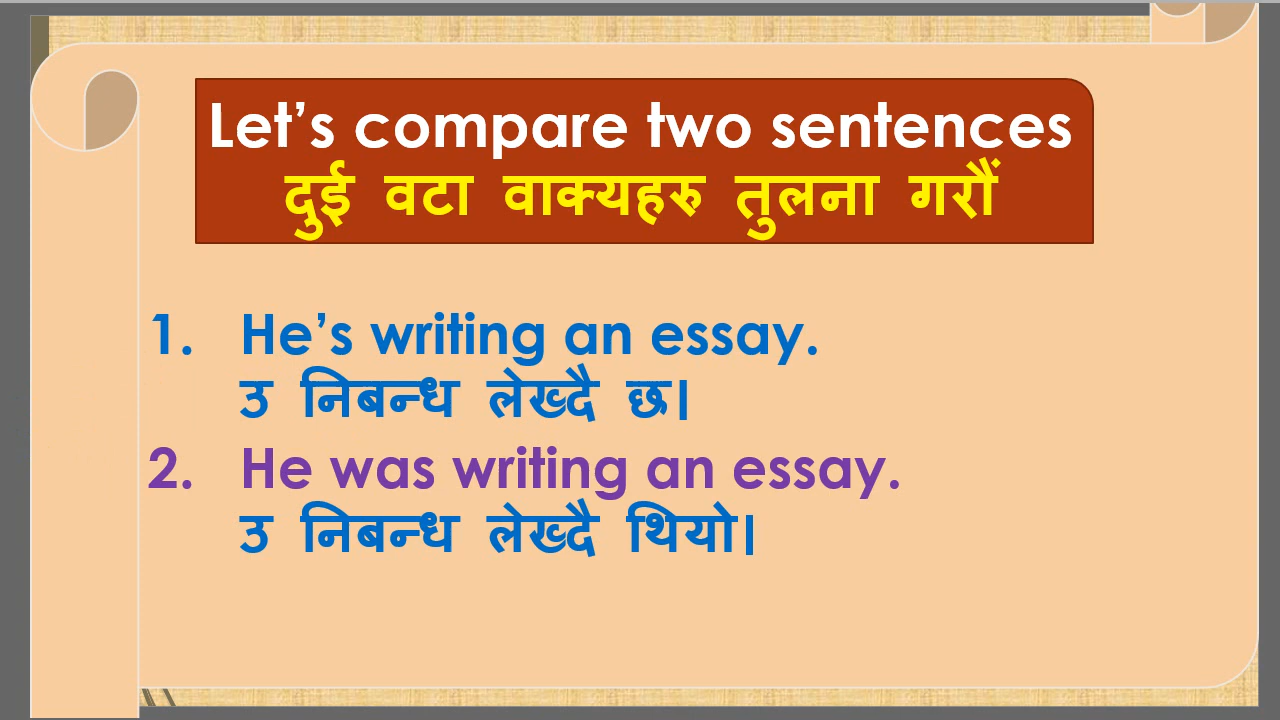 Let’s compare two sentences
दुई वटा वाक्यहरु तुलना गरौं
1. He’s writing an essay.
उ निबन्ध लेख्दै छ।
2. He was writing an essay.
उ निबन्ध लेख्दै थियो।